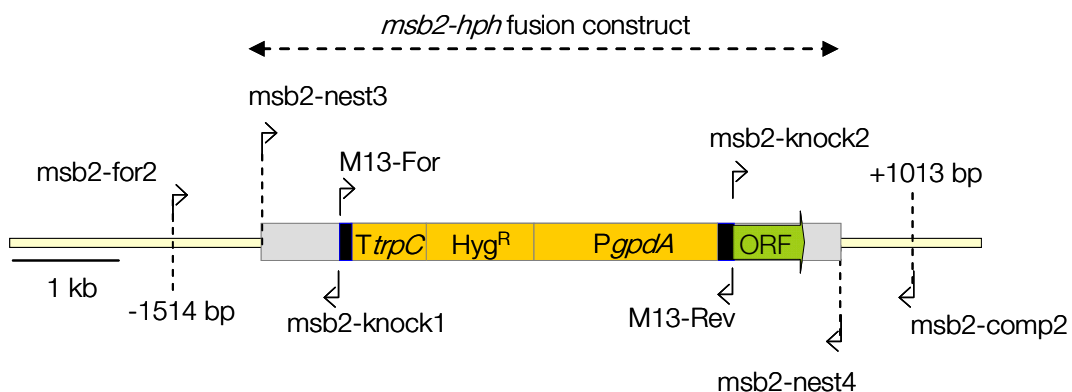 msb2-hph fusion construct
msb2-nest3
msb2-knock2
M13-For
msb2-for2
+1013 bp
TtrpC HygR PgpdA ORF
1 kb
-1514 bp
msb2-knock1
M13-Rev
msb2-comp2
msb2-nest4